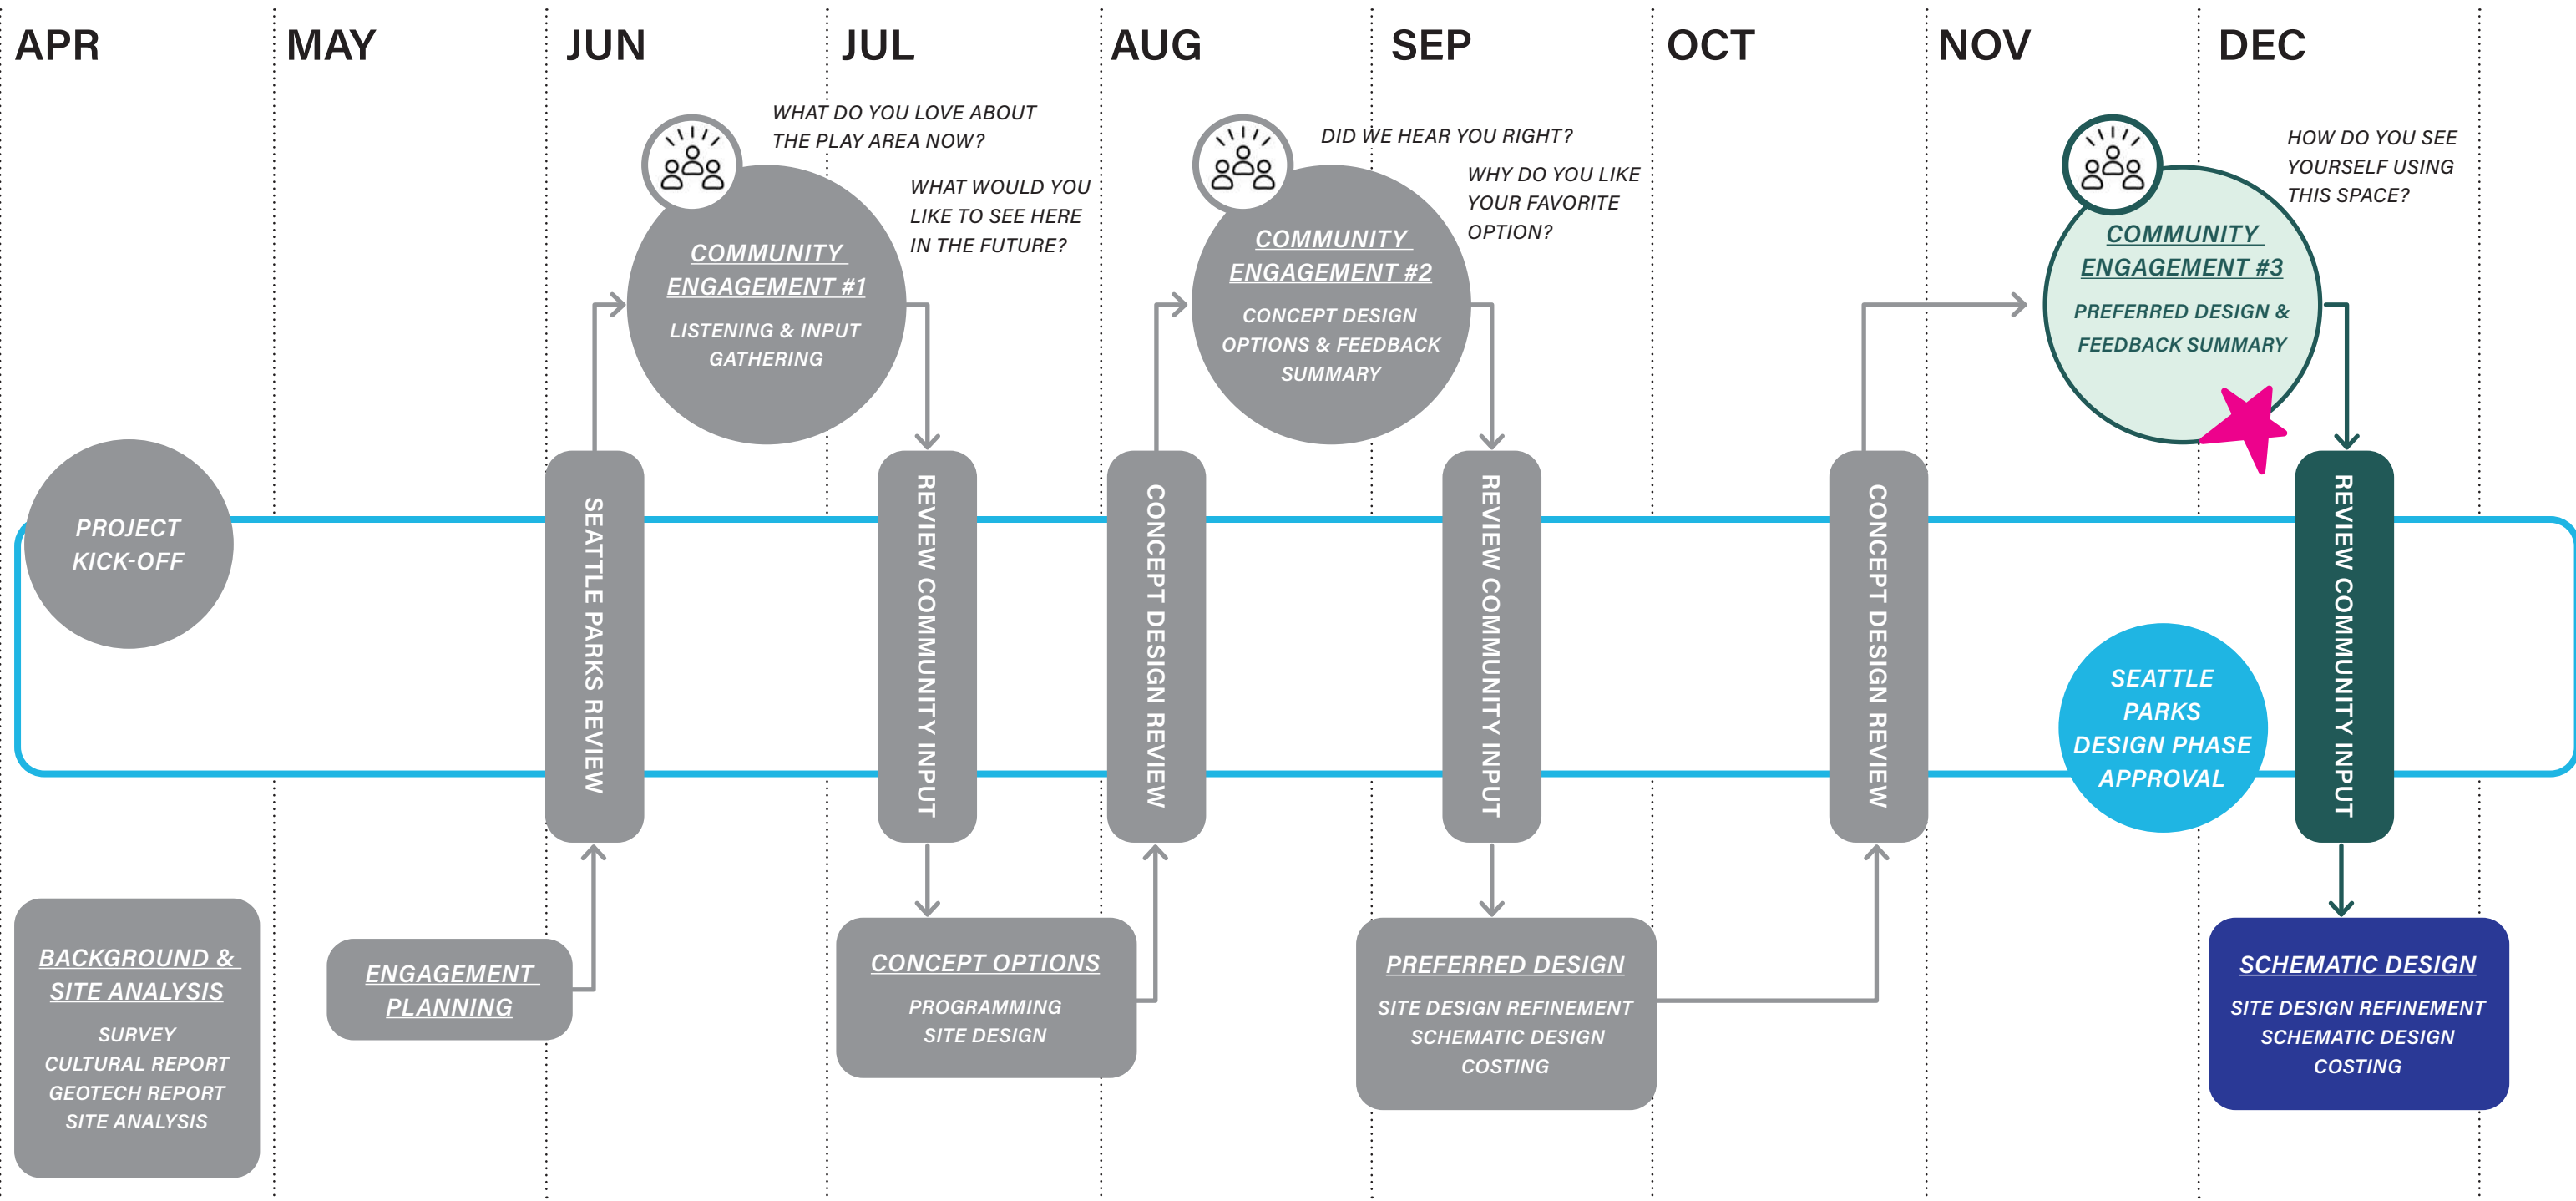 APR
MAY
JUN
JUL
AUG
SEP
OCT
NOV
DEC
WHAT DO YOU LOVE ABOUT
THE PLAY AREA NOW?
WHAT WOULD YOU
LIKE TO SEE HERE
IN THE FUTURE?
COMMUNITY
ENGAGEMENT #1
LISTENING & INPUT
GATHERING
DID WE HEAR YOU RIGHT?
WHY DO YOU LIKE
YOUR FAVORITE
OPTION?
COMMUNITY
ENGAGEMENT #2
CONCEPT DESIGN
OPTIONS & FEEDBACK
SUMMARY
HOW DO YOU SEE
YOURSELF USING
THIS SPACE?
COMMUNITY
ENGAGEMENT #3
PREFERRED DESIGN &
FEEDBACK SUMMARY
PROJECT
KICK-OFF
SEATTLE PARKS REVIEW
REVIEW COMMUNITY INPUT
CONCEPT DESIGN REVIEW
REVIEW COMMUNITY INPUT
CONCEPT DESIGN REVIEW
SEATTLE
PARKS
DESIGN PHASE
APPROVAL
REVIEW COMMUNITY INPUT
BACKGROUND &
SITE ANALYSIS
SURVEY
CULTURAL REPORT
GEOTECH REPORT
SITE ANALYSIS
ENGAGEMENT
PLANNING
CONCEPT OPTIONS
PROGRAMMING
SITE DESIGN
PREFERRED DESIGN
SITE DESIGN REFINEMENT
SCHEMATIC DESIGN
COSTING
SCHEMATIC DESIGN
SITE DESIGN REFINEMENT
SCHEMATIC DESIGN
COSTING